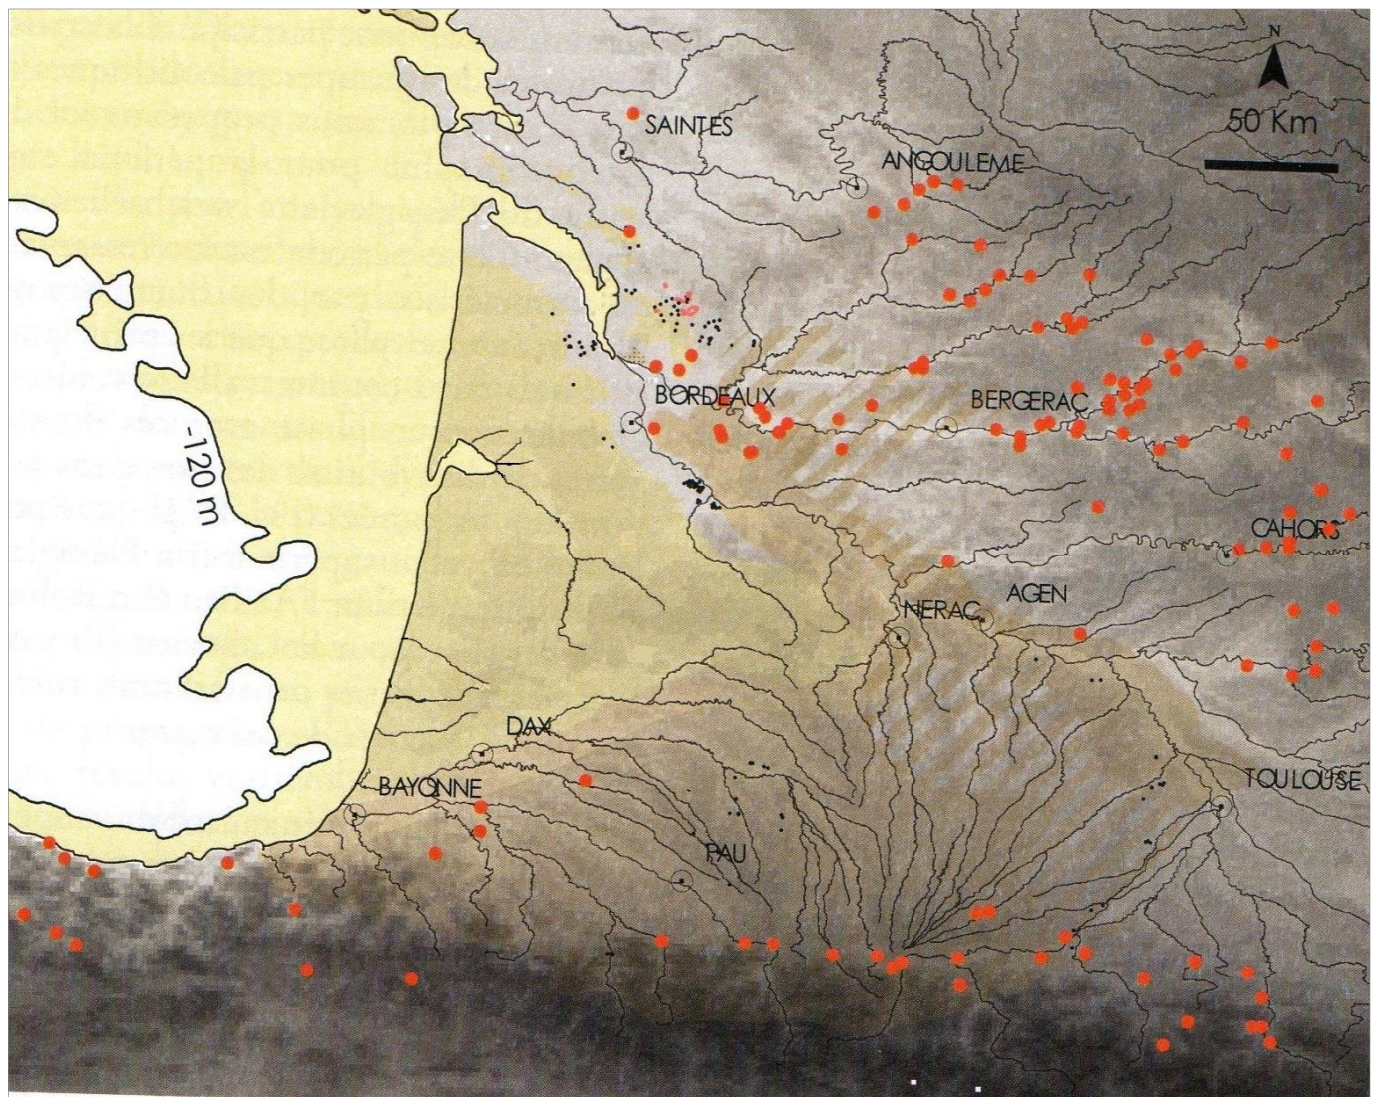 N
50 Km
SAINTES
ANGOULEME
BORDEAUX
BERGERAC
-120 m
CAHORS
AGEN
NERAC
DAX
BAYONNE
TOULOUSE
PAU